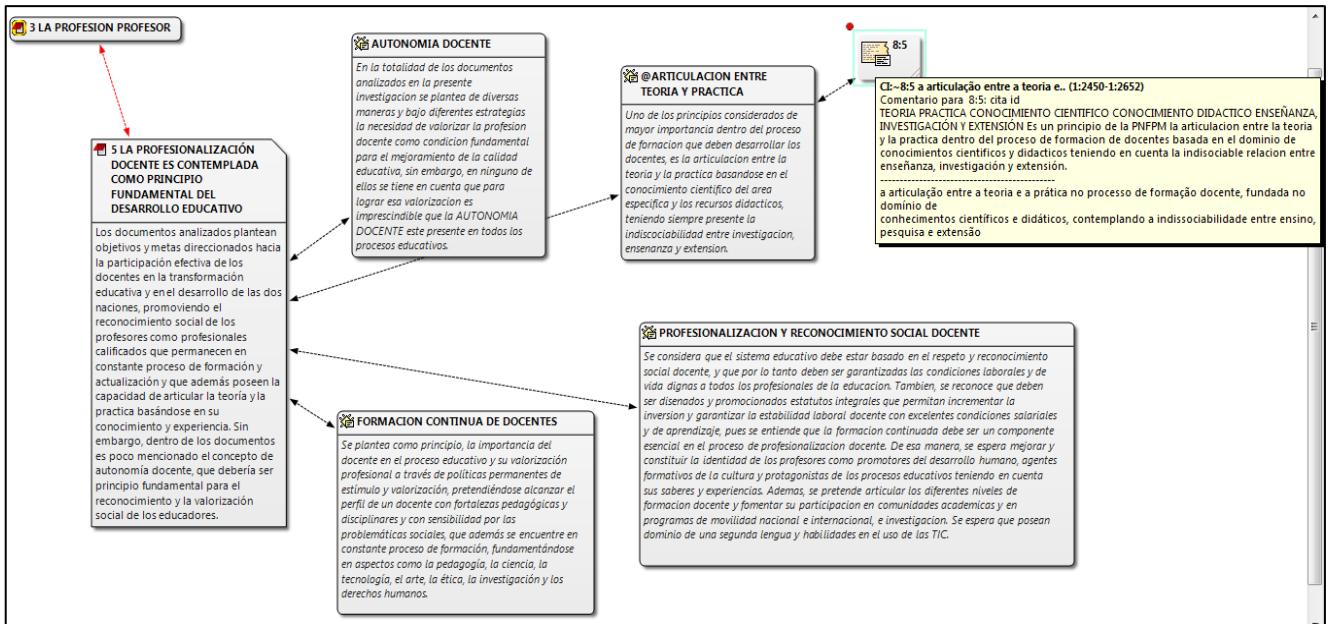 3 LA PROFESION PROFESOR
5 LA PROFESIONALIZACIÓN
DOCENTE ES CONTEMPLADA
COMO PRINCIPIO
FUNDAMENTAL DEL
DESARROLLO EDUCATIVO
Los documentos analizados plantean
objetivos y metas direccionados hacia
la participación efectiva de los
docentes en la transformación
educativa y en el desarrollo de las dos
naciones, promoviendo el
reconocimiento social de los
profesores como profesionales
calificados que permanecen en
constante proceso de formación y
actualización y que además poseen la
capacidad de articular la teoría y la
practica basándose en su
conocimiento y experiencia. Sin
embargo, dentro de los documentos
es poco mencionado el concepto de
autonomía docente, que debería ser
principio fundamental para el
reconocimiento y la valorización
social de los educadores.
AUTONOMIA DOCENTE
En la totalidad de los documentos
analizados en la presente
investigacion se plantea de diversas
maneras y bajo diferentes estrategias
la necesidad de valorizar la profesion
docente como condicion fundamental
para el mejoramiento de la calidad
educativa, sin embargo, en ninguno de
ellos se tiene en cuenta que para
lograr esa valorizacion es
imprescindible que la AUTONOMIA
DOCENTE este presente en todos los
procesos educativos.
@ARTICULACION ENTRE
TEORIA Y PRACTICA
Uno de los principios considerados de
mayor importancia dentro del proceso
de formacion que deben desarrollar los
docentes, es la articulacion entre la
teoria y la practica basandose en el
conocimiento cientifico del area
especifica y los recursos didacticos,
teniendo siempre presente la
indiscociabilidad entre investigacion,
ensenanza y extension.
8:5
CI:~8:5 a articulação entre a teoria e.. (1:2450-1:2652)
Comentario para 8:5: cita id
TEORIA PRACTICA CONOCIMIENTO CIENTIFICO CONOCIMIENTO DIDACTICO ENSEÑANZA,
INVESTIGACIÓN Y EXTENSIÓN Es un principio de la PNFPM la articulacion entre la teoria
y la practica dentro del proceso de formacion de docentes basada en el dominio de
conocimientos cientificos y didacticos teniendo en cuenta la indisociable relacion entre
enseñanza, investigación y extensión.
--------------------------------------------
a articulação entre a teoria e a prática no processo de formação docente, fundada no
domínio de
conhecimentos científicos e didáticos, contemplando a indissociabilidade entre ensino,
pesquisa e extensão
PROFESIONALIZACION Y RECONOCIMIENTO SOCIAL DOCENTE
Se considera que el sistema educativo debe estar basado en el respeto y reconocimiento
social docente, y que por lo tanto deben ser garantizadas las condiciones laborales y de
vida dignas a todos los profesionales de la educacion. Tambien, se reconoce que deben
ser disenados y promocionados estatutos integrales que permitan incrementar la
inversion y garantizar la estabilidad laboral docente con excelentes condiciones salariales
y de aprendizaje, pues se entiende que la formacion continuada debe ser un componente
esencial en el proceso de profesionalizacion docente. De esa manera, se espera mejorar y
constituir la identidad de los profesores como promotores del desarrollo humano, agentes
formativos de la cultura y protagonistas de los procesos educativos teniendo en cuenta
sus saberes y experiencias. Ademas, se pretende articular los diferentes niveles de
formacion docente y fomentar su participacion en comunidades academicas y en
programas de movilidad nacional e internacional, e investigacion. Se espera que posean
dominio de una segunda lengua y habilidades en el uso de las TIC.
FORMACION CONTINUA DE DOCENTES
Se plantea como principio, la importancia del
docente en el proceso educativo y su valorización
profesional a través de políticas permanentes de
estímulo y valorización, pretendiéndose alcanzar el
perfil de un docente con fortalezas pedagógicas y
disciplinares y con sensibilidad por las
problemáticas sociales, que además se encuentre en
constante proceso de formación, fundamentándose
en aspectos como la pedagogía, la ciencia, la
tecnología, el arte, la ética, la investigación y los
derechos humanos.